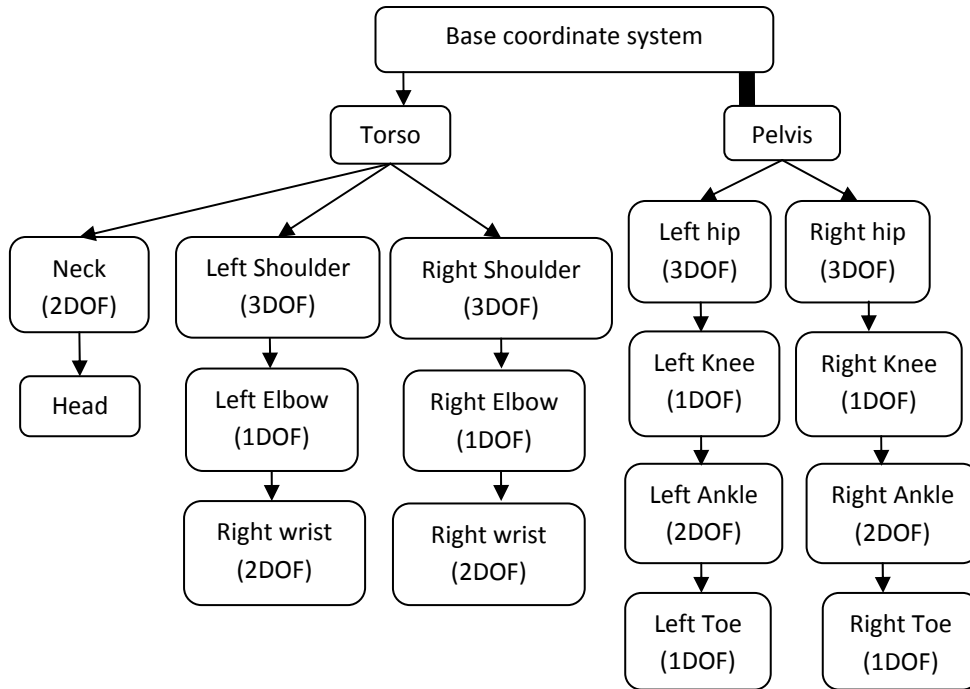 Base coordinate system
Torso
Pelvis
Neck
(2DOF)
Left Shoulder
(3DOF)
Right Shoulder
(3DOF)
Left hip
(3DOF)
Right hip
(3DOF)
Head
Left Elbow
(1DOF)
Right Elbow
(1DOF)
Left Knee
(1DOF)
Right Knee
(1DOF)
Right wrist
(2DOF)
Right wrist
(2DOF)
Left Ankle
(2DOF)
Right Ankle
(2DOF)
Left Toe
(1DOF)
Right Toe
(1DOF)